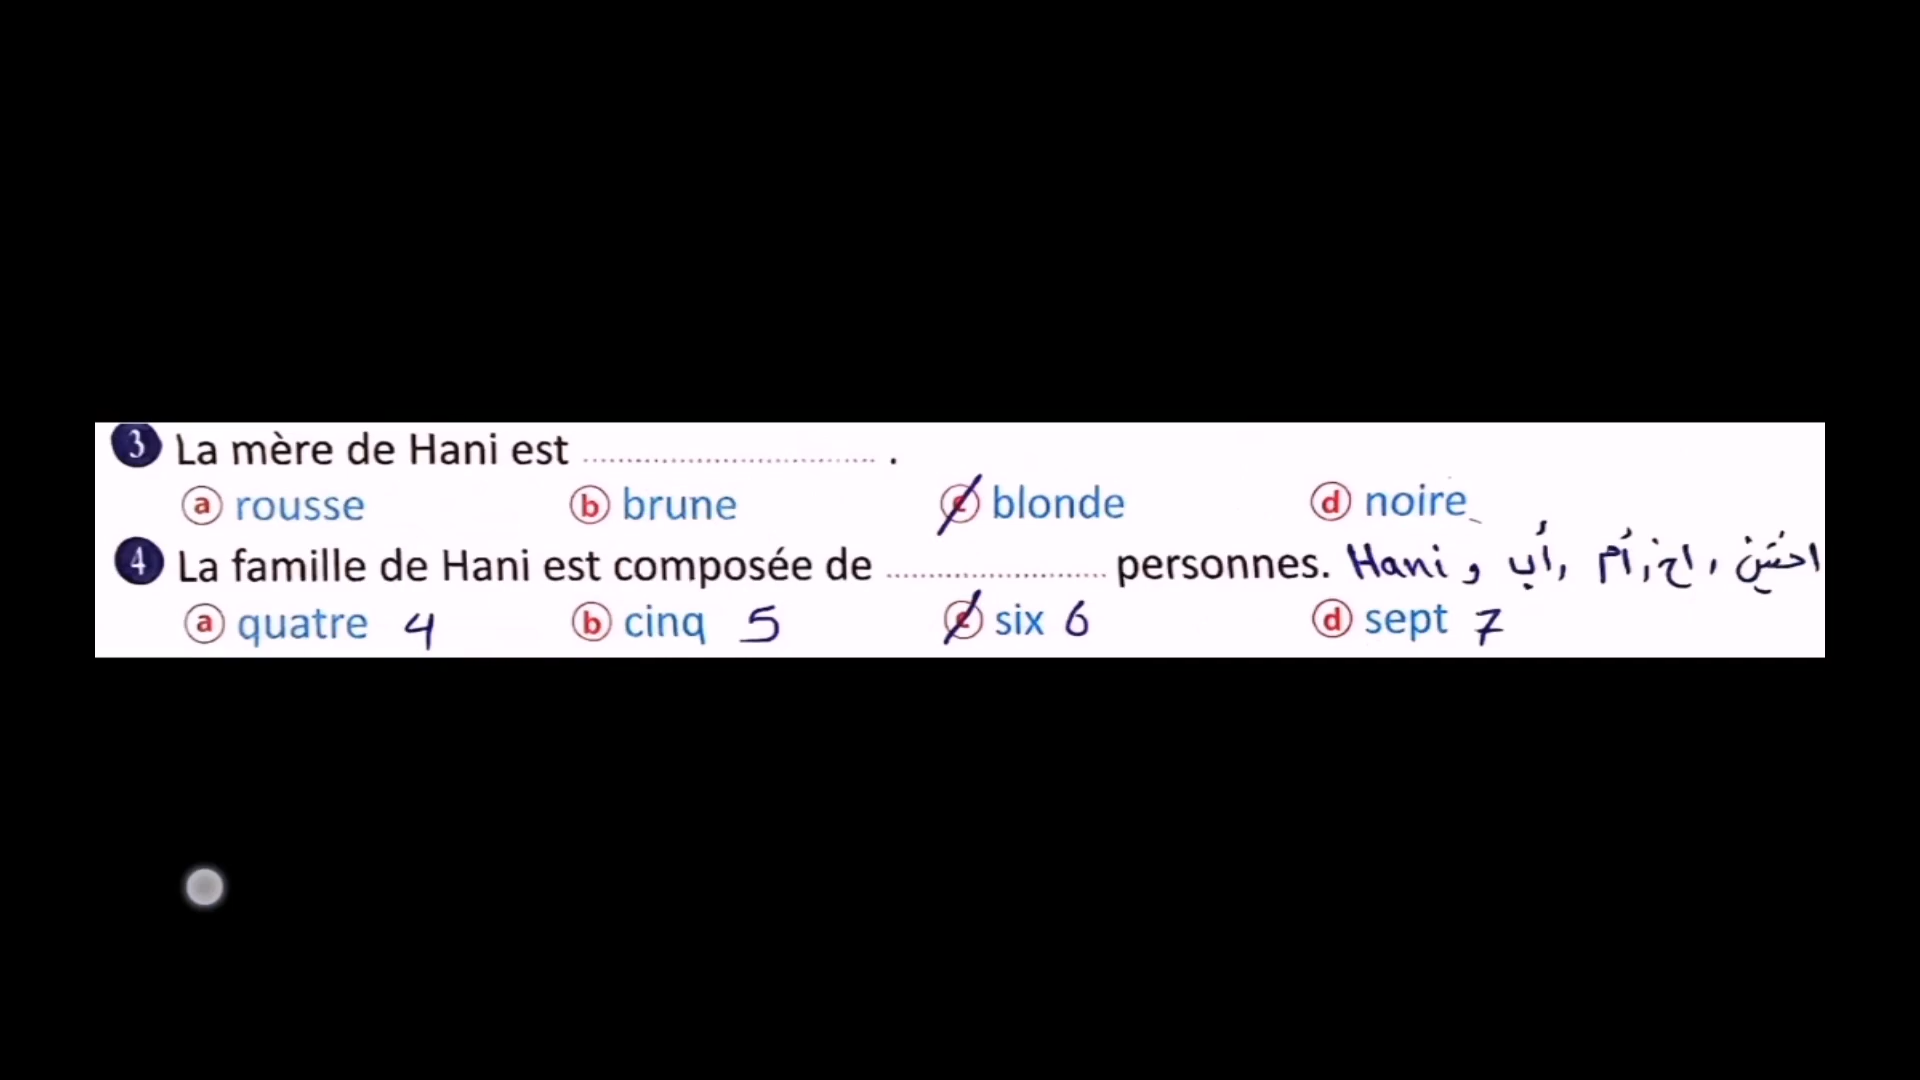 3 La mère de Hani est ............................ .
a rousse b brune c blonde d noire
4 La famille de Hani est composée de ..................... personnes. Hani و أب, أم, اخ, اختين
a quatre 4 b cinq 5 c six 6 d sept 7